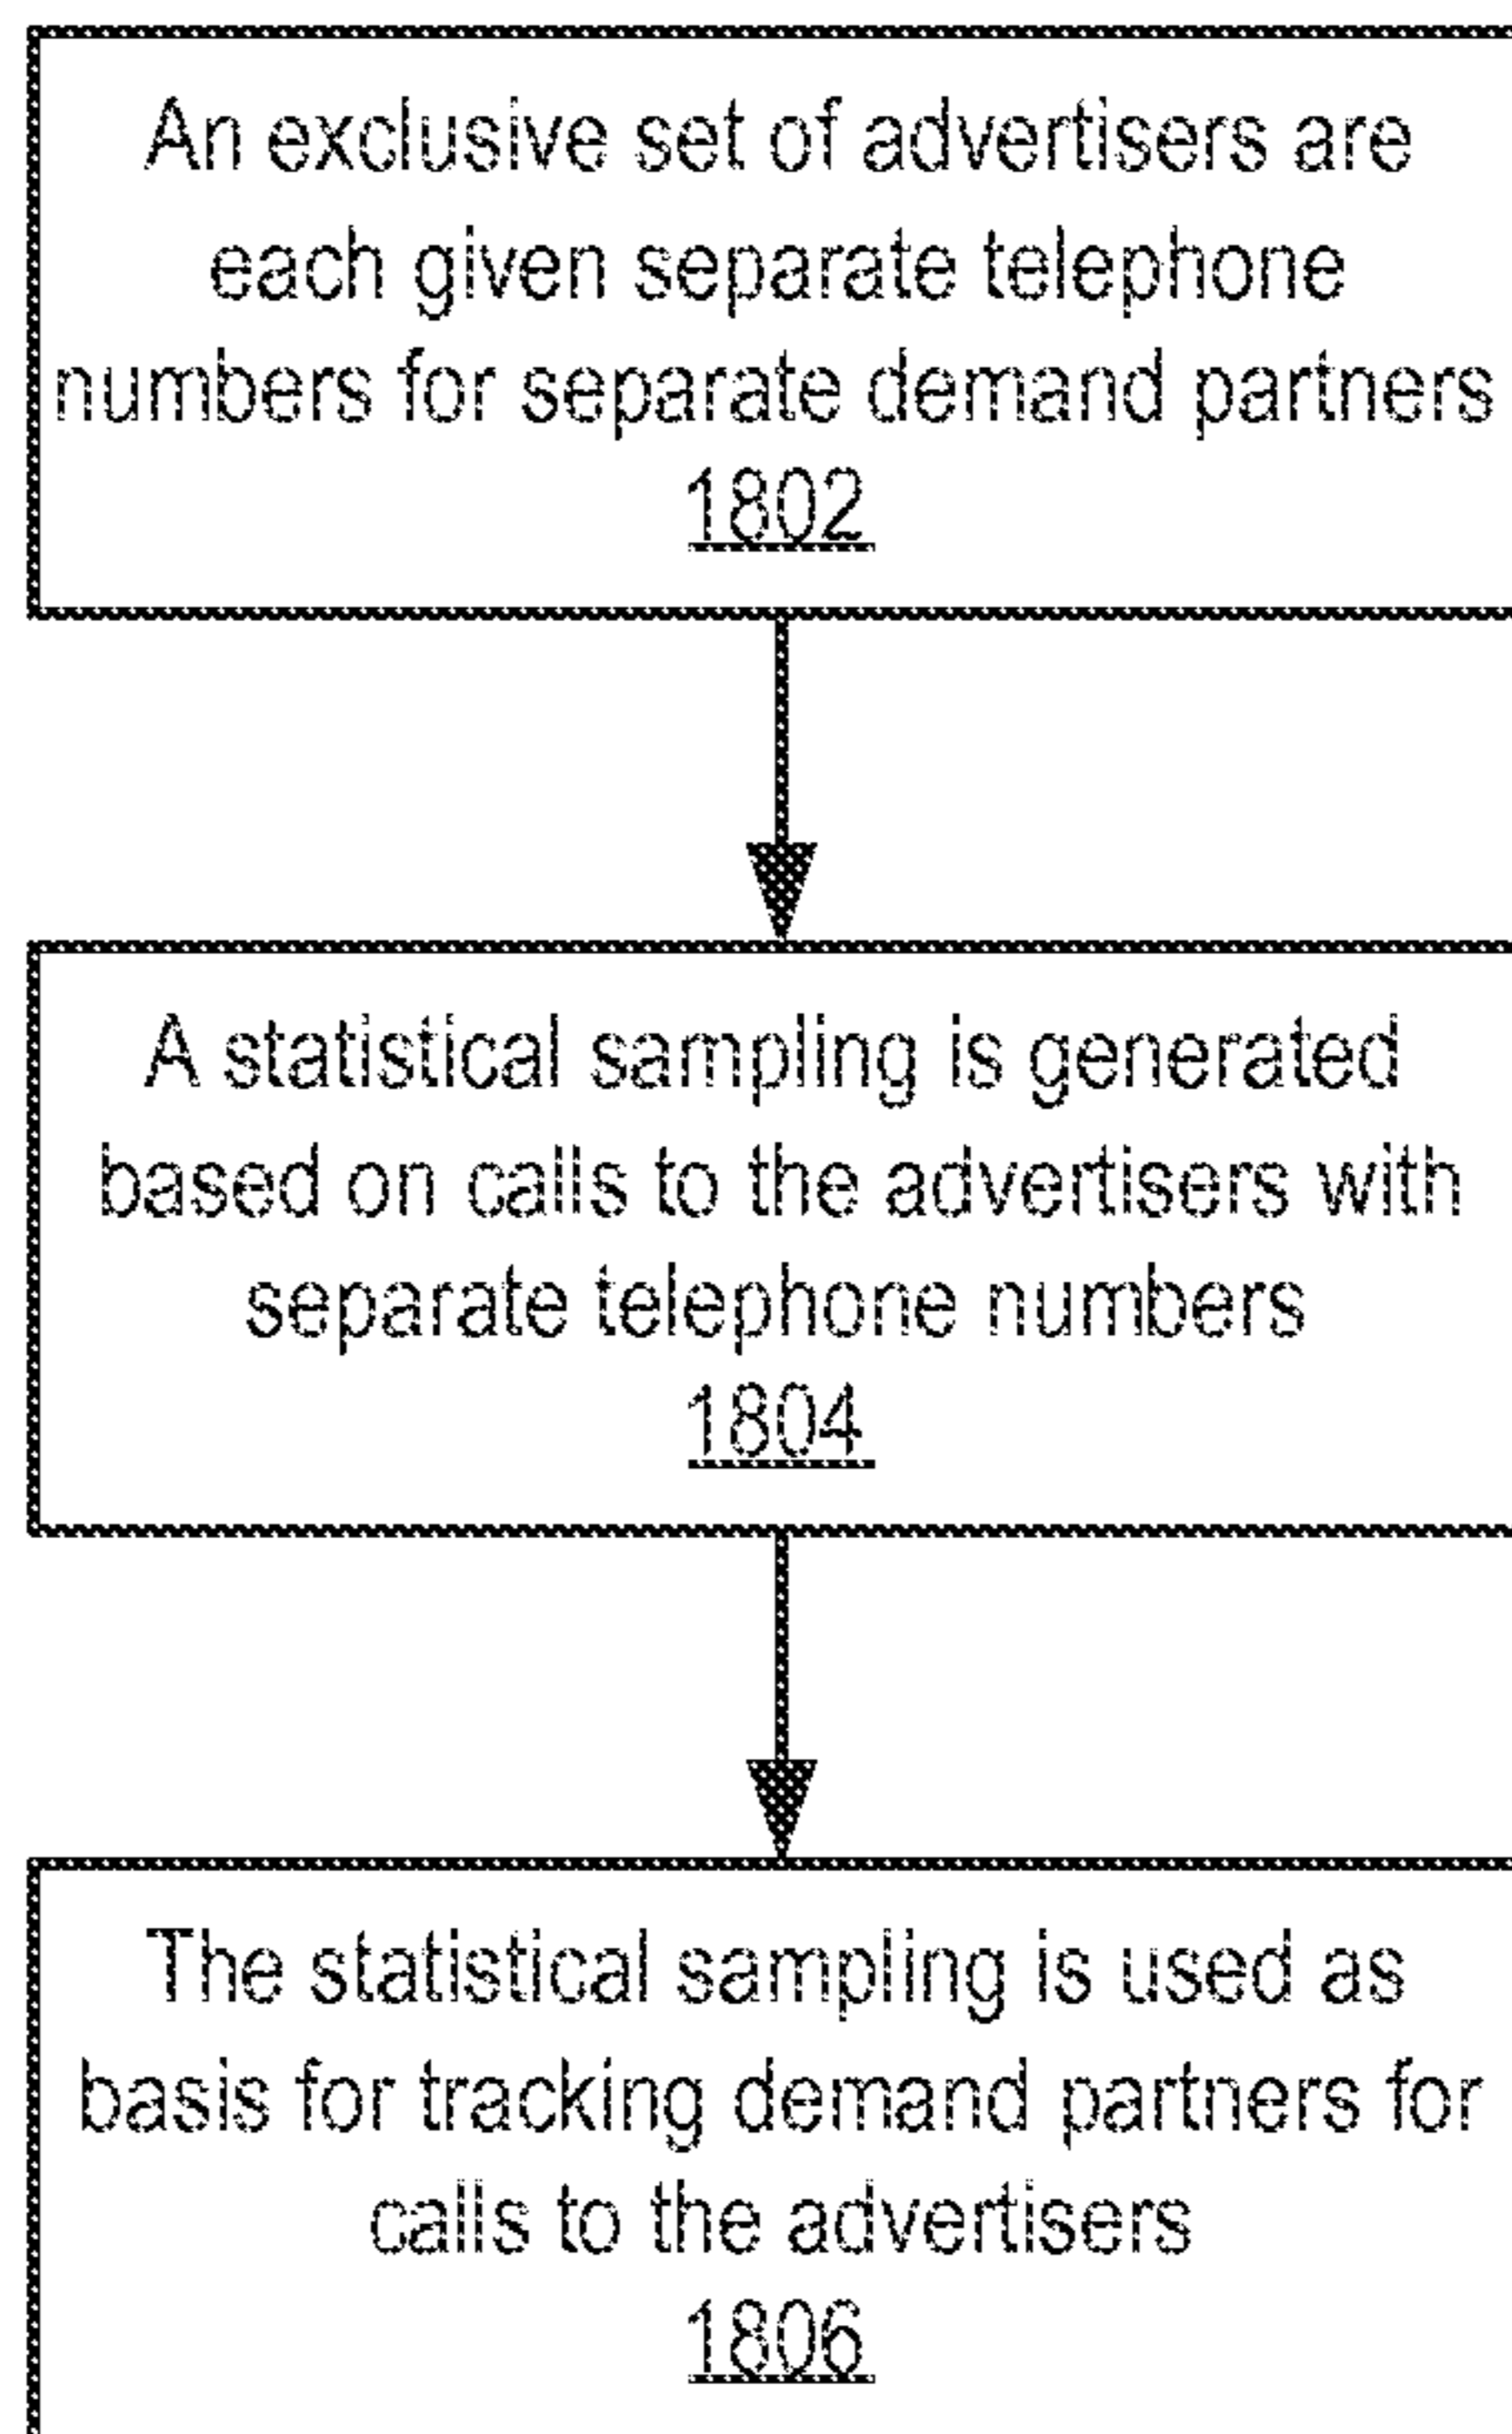 An exclusive set of advertisers are
each given separate telephone
numbers for separate demand partners
1802
A statistical sampling is generated
based on calls to the advertisers with
separate telephone numbers
1804
The statistical sampling is used as
basis for tracking demand partners for
calls to the advertisers
1806